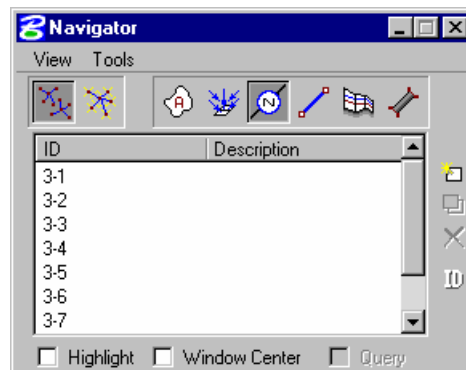 Navigator
View Tools
A N
ID Description
3-1
3-2
3-3
3-4
3-5
3-6
3-7
ID
Highlight Window Center Query